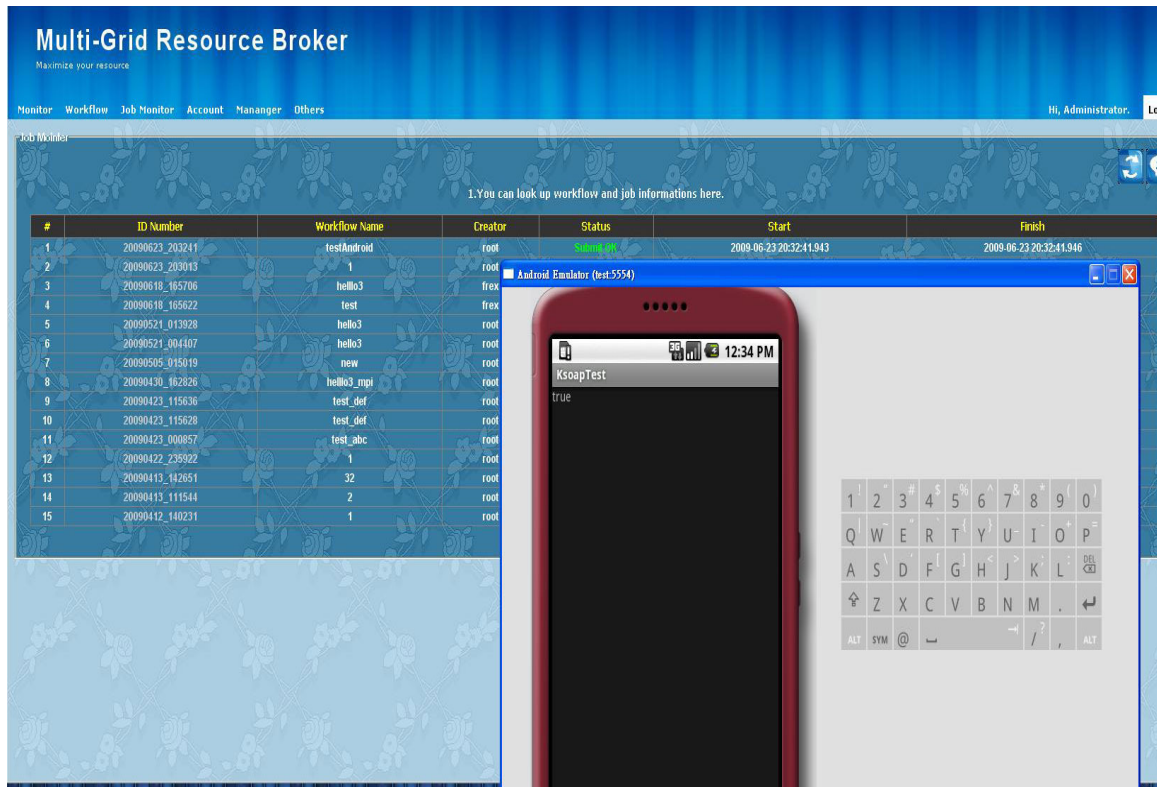 Multi-Grid Resource Broker
Maximize your resource
Monitor Workflow Job Monitor Account Mananger Others Hi, Administrator. Lo
Job Mointer
1.You can look up workflow and job informations here.
# ID Number Workflow Name Creator Status Start Finish
1 20090623_203241 testAndroid root Submit OK 2009-06-23 20:32:41.943 2009-06-23 20:32:41.946
2 20090623_203013 1 root
3 20090618_165706 helllo3 frex
4 20090618_165622 test frex
5 20090521_013928 hello3 root
6 20090521_004407 hello3 root
7 20090505_015019 new root
8 20090430_162826 helllo3_mpi root
9 20090423_115636 test_def root
10 20090423_115628 test_def root
11 20090423_000857 test_abc root
12 20090422_235922 1 root
13 20090413_142651 32 root
14 20090413_111544 2 root
15 20090412_140231 1 root
Android Emulator (test:5554)
3G 12:34 PM
KsoapTest
true
1 ! 2 " 3 # 4 $ 5 % 6 ^ 7 & 8 * 9 ( 0 )
Q | W ~ E " R ` T { Y } U _ I - O + P =
A S \ D ' F [ G ] H < J > K ; L : DEL
Z X C V B N M .
ALT SYM @ / ? , ALT